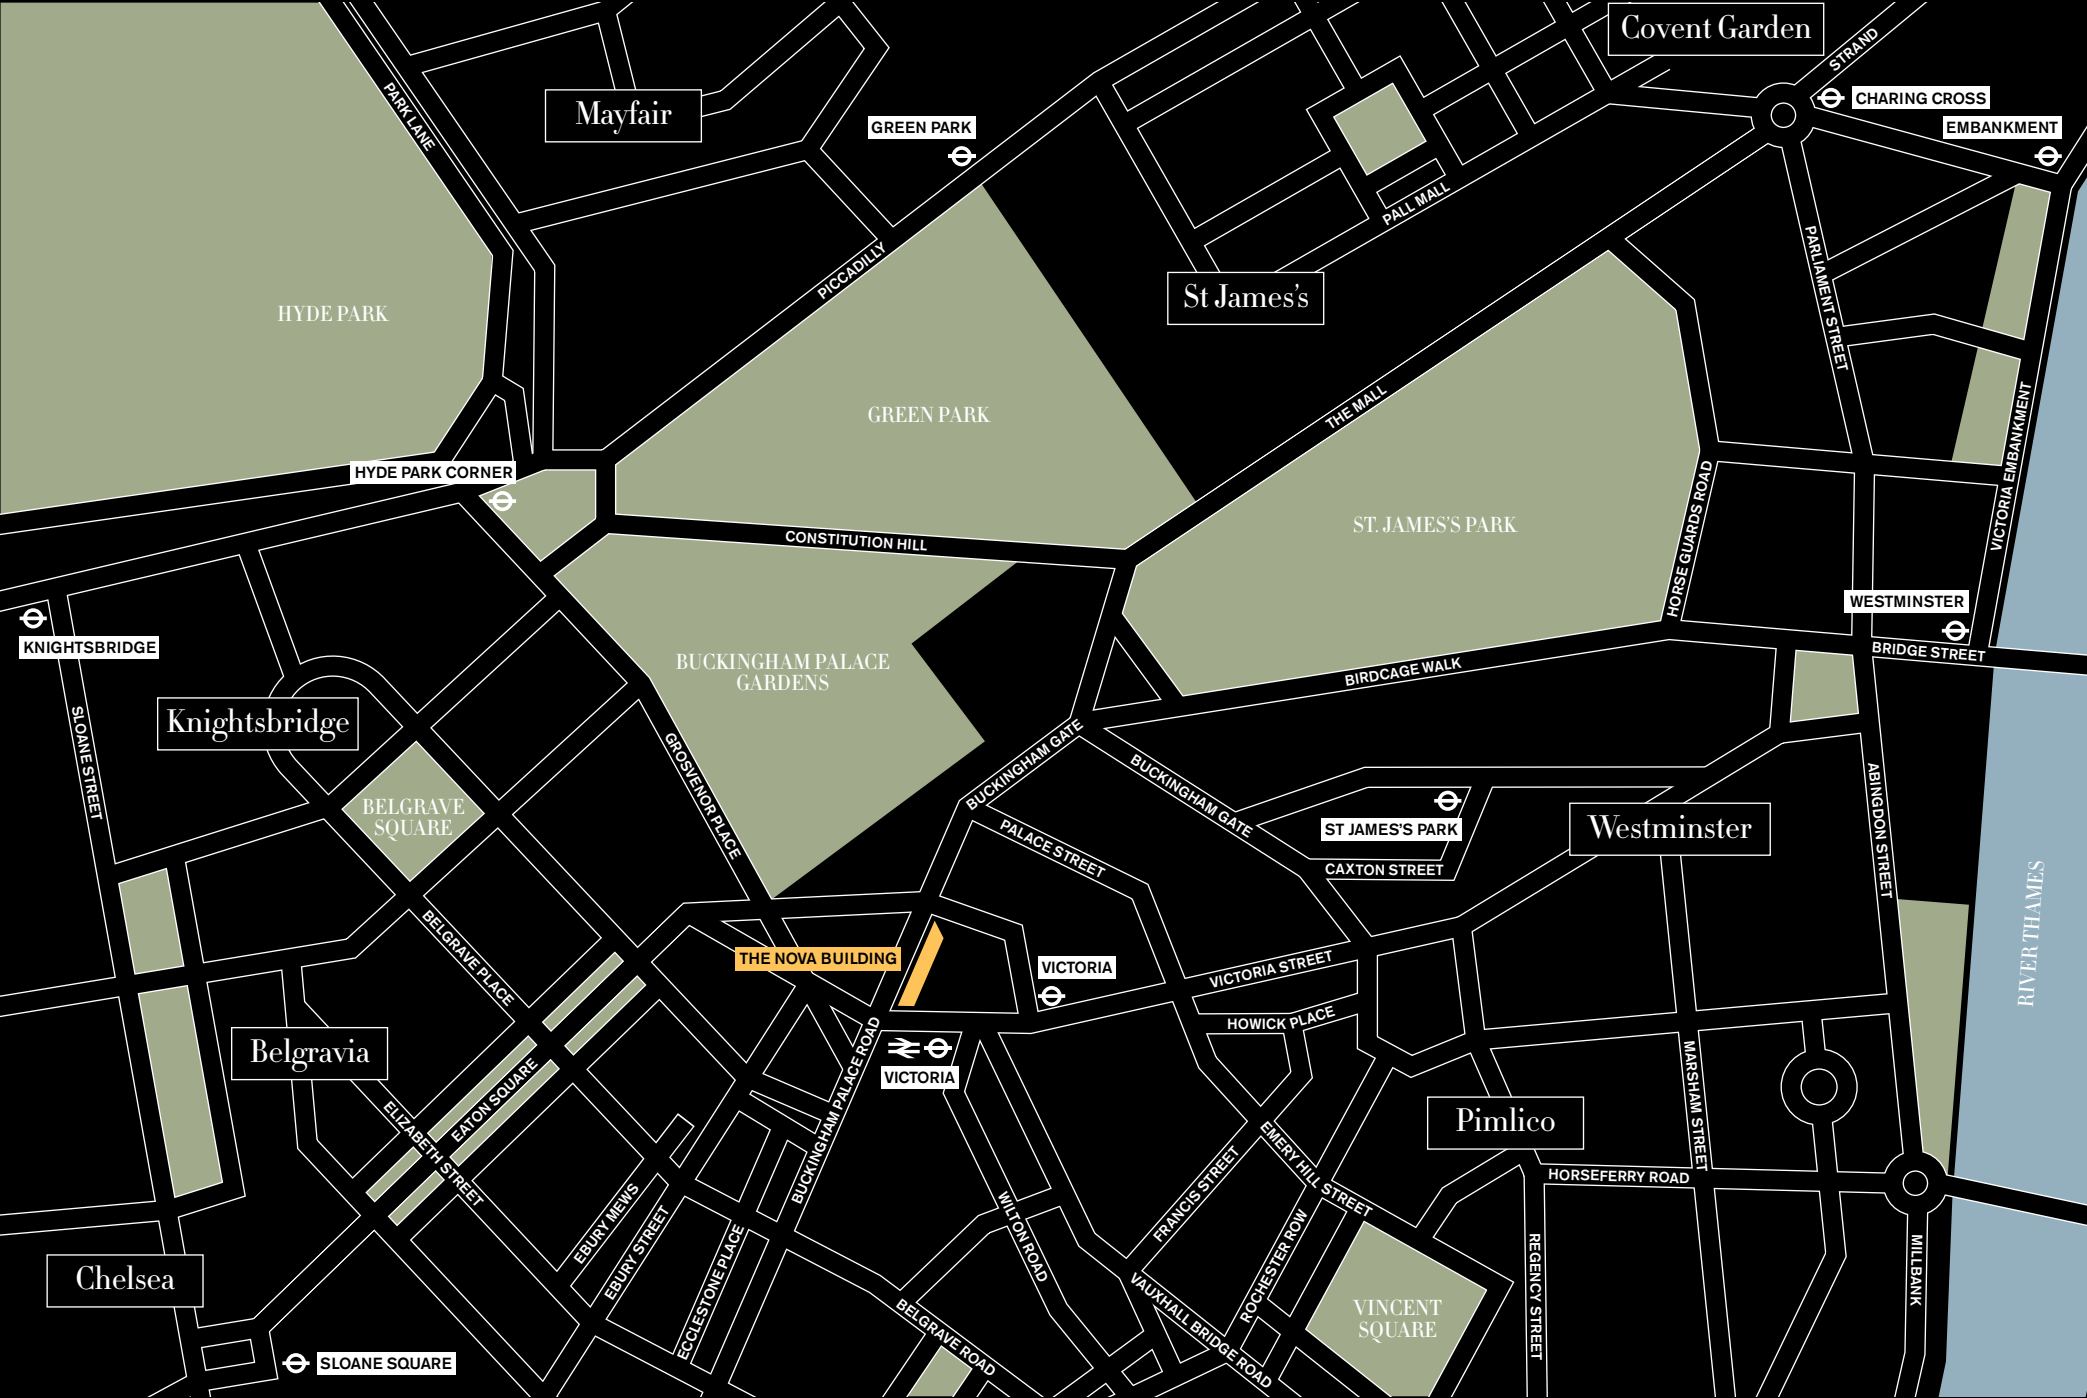 Covent Garden
STRAND
CHARING CROSS
EMBANKMENT
PARK LANE
Mayfair
GREEN PARK
PALL MALL
PICCADILLY
St James's
PARLIAMENT STREET
HYDE PARK
GREEN PARK
THE MALL
VICTORIA EMBANKMENT
HYDE PARK CORNER
CONSTITUTION HILL
ST. JAMES'S PARK
HORSE GUARDS ROAD
WESTMINSTER
BRIDGE STREET
KNIGHTSBRIDGE
BUCKINGHAM PALACE
GARDENS
BIRDCAGE WALK
Knightsbridge
SLOANE STREET
GROSVENOR PLACE
BUCKINGHAM GATE
BUCKINGHAM GATE
BELGRAVE
SQUARE
ST JAMES'S PARK
Westminster
ABINGDON STREET
PALACE STREET
CAXTON STREET
RIVER THAMES
BELGRAVE PLACE
THE NOVA BUILDING
VICTORIA
VICTORIA STREET
HOWICK PLACE
Belgravia
EATON SQUARE
ELIZABETH STREET
BUCKINGHAM PALACE ROAD
VICTORIA
MARSHAM STREET
Pimlico
EMERY HILL STREET
FRANCIS STREET
HORSEFERRY ROAD
EBURY MEWS
EBURY STREET
ECCLESTONE PLACE
WILTON ROAD
ROCHESTER ROW
REGENCY STREET
MILLBANK
Chelsea
VAUXHALL BRIDGE ROAD
BELGRAVE ROAD
VINCENT
SQUARE
SLOANE SQUARE